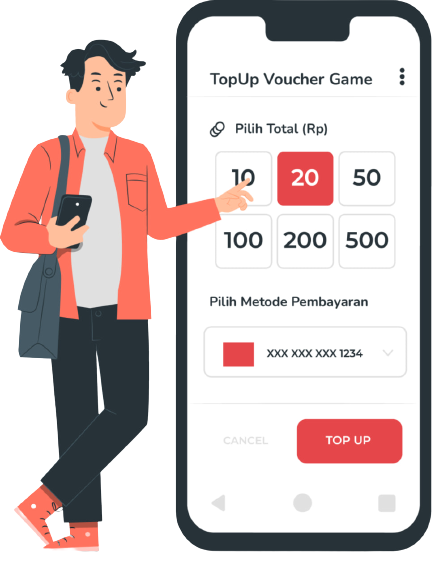 TopUp Voucher Game
Pilih Total (Rp)
10 20 50
100 200 500
Pilih Metode Pembayaran
XXX XXX XXX 1234
CANCEL TOP UP